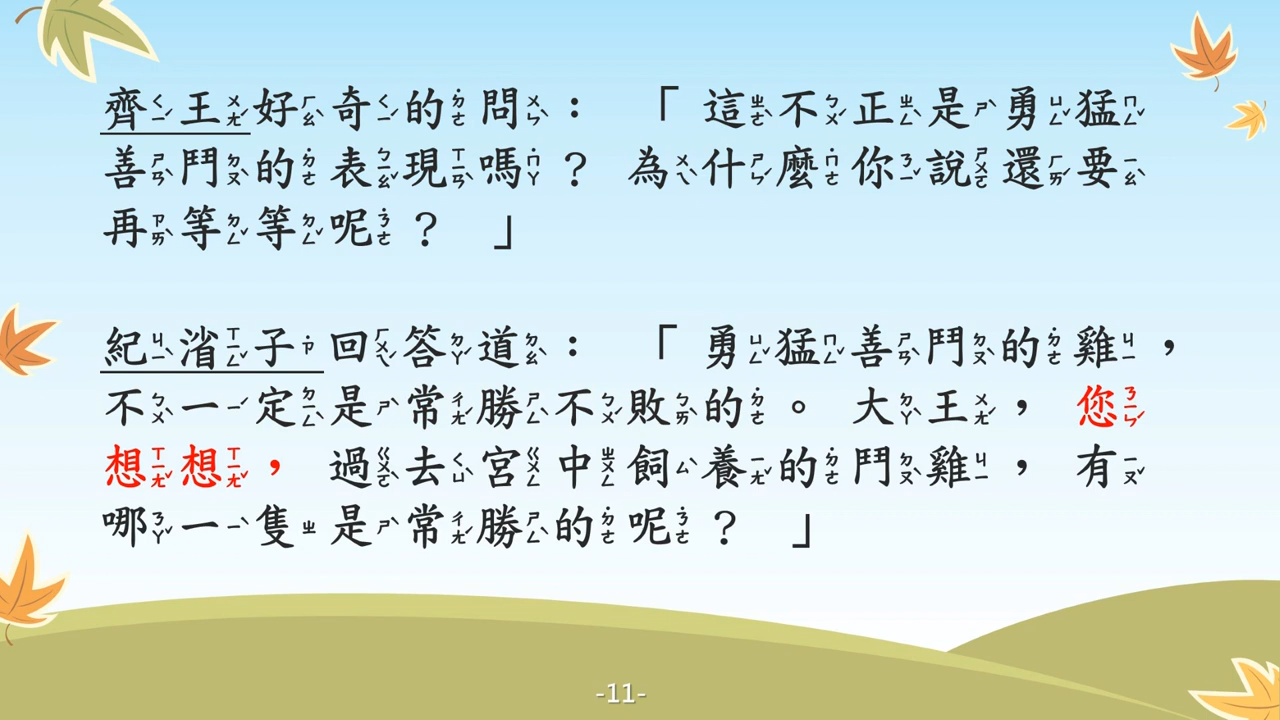 齊王好奇的問：「這不正是勇猛
善鬥的表現嗎？為什麼你說還要
再等等呢？」
紀渻子回答道：「勇猛善鬥的雞，
不一定是常勝不敗的。大王，您
想想，過去宮中飼養的鬥雞，有
哪一隻是常勝的呢？」
-11-